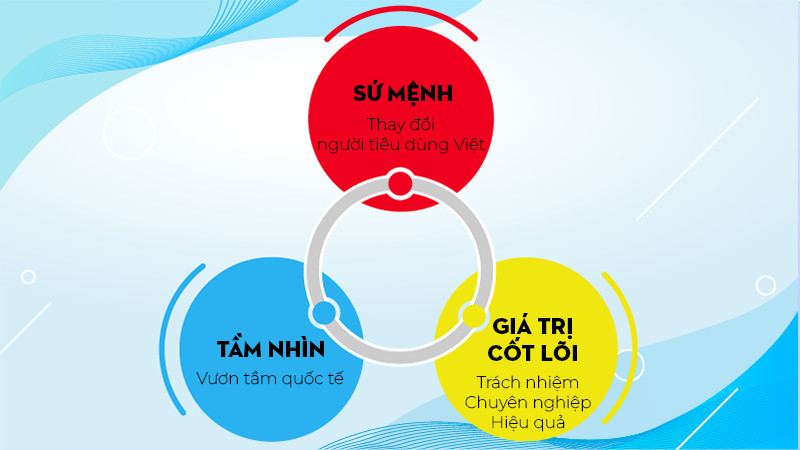 SỨ MỆNH
Thay đổi
người tiêu dùng Việt
TẦM NHÌN
Vươn tầm quốc tế
GIÁ TRỊ
CỐT LÕI
Trách nhiệm
Chuyên nghiệp
Hiệu quả